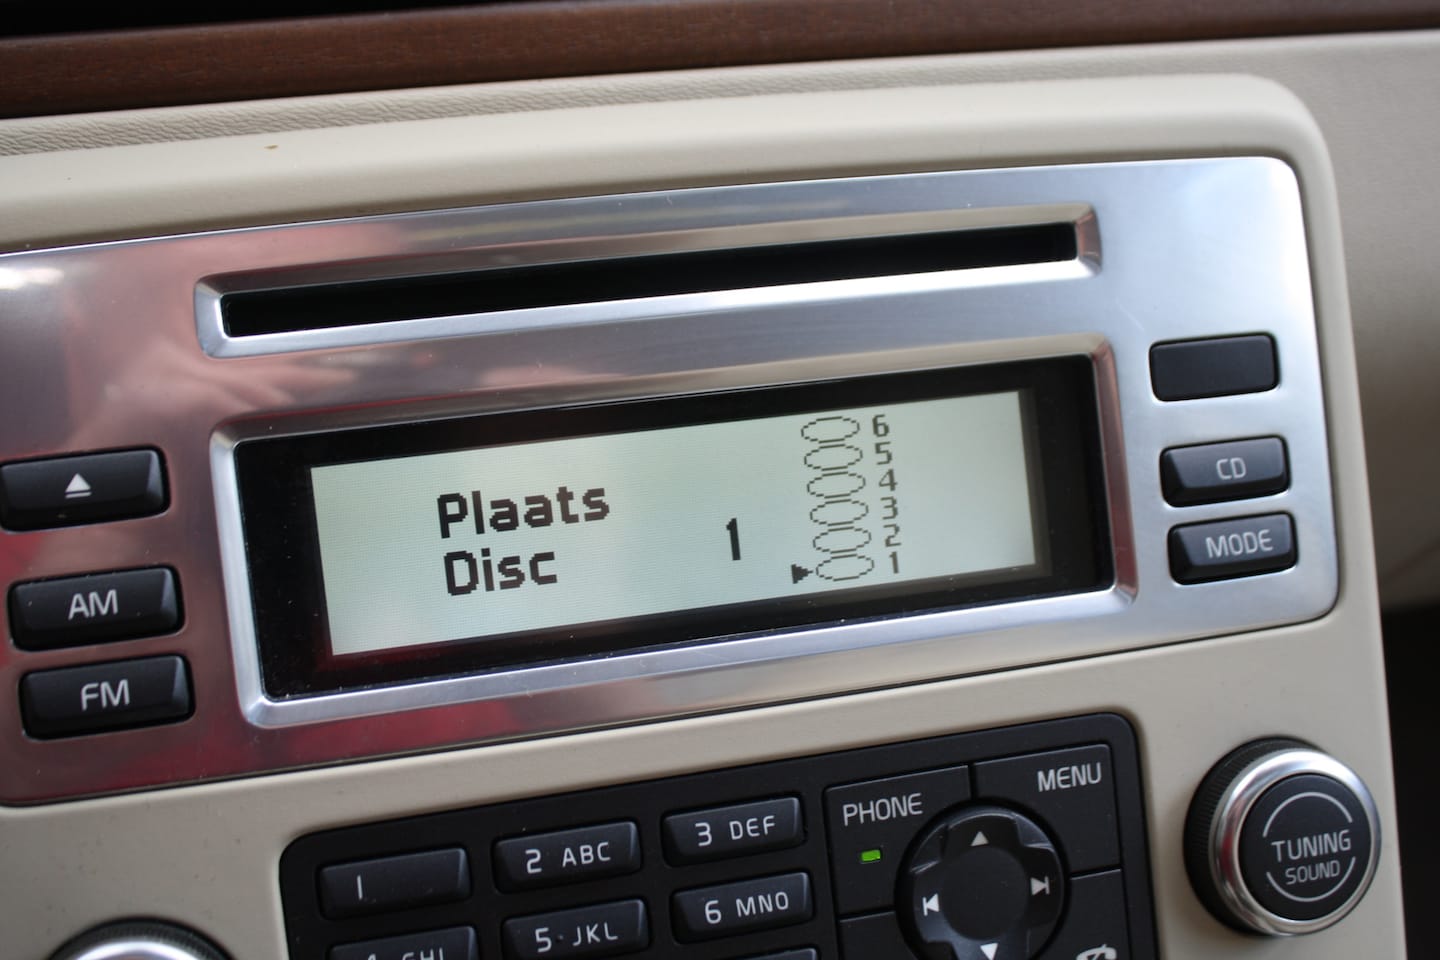 6
5
4
3
2
1
Plaats
Disc 1
AM
FM
CD
MODE
PHONE
MENU
1
2 ABC
3 DEF
5 JKL
6 MNO
TUNING
SOUND